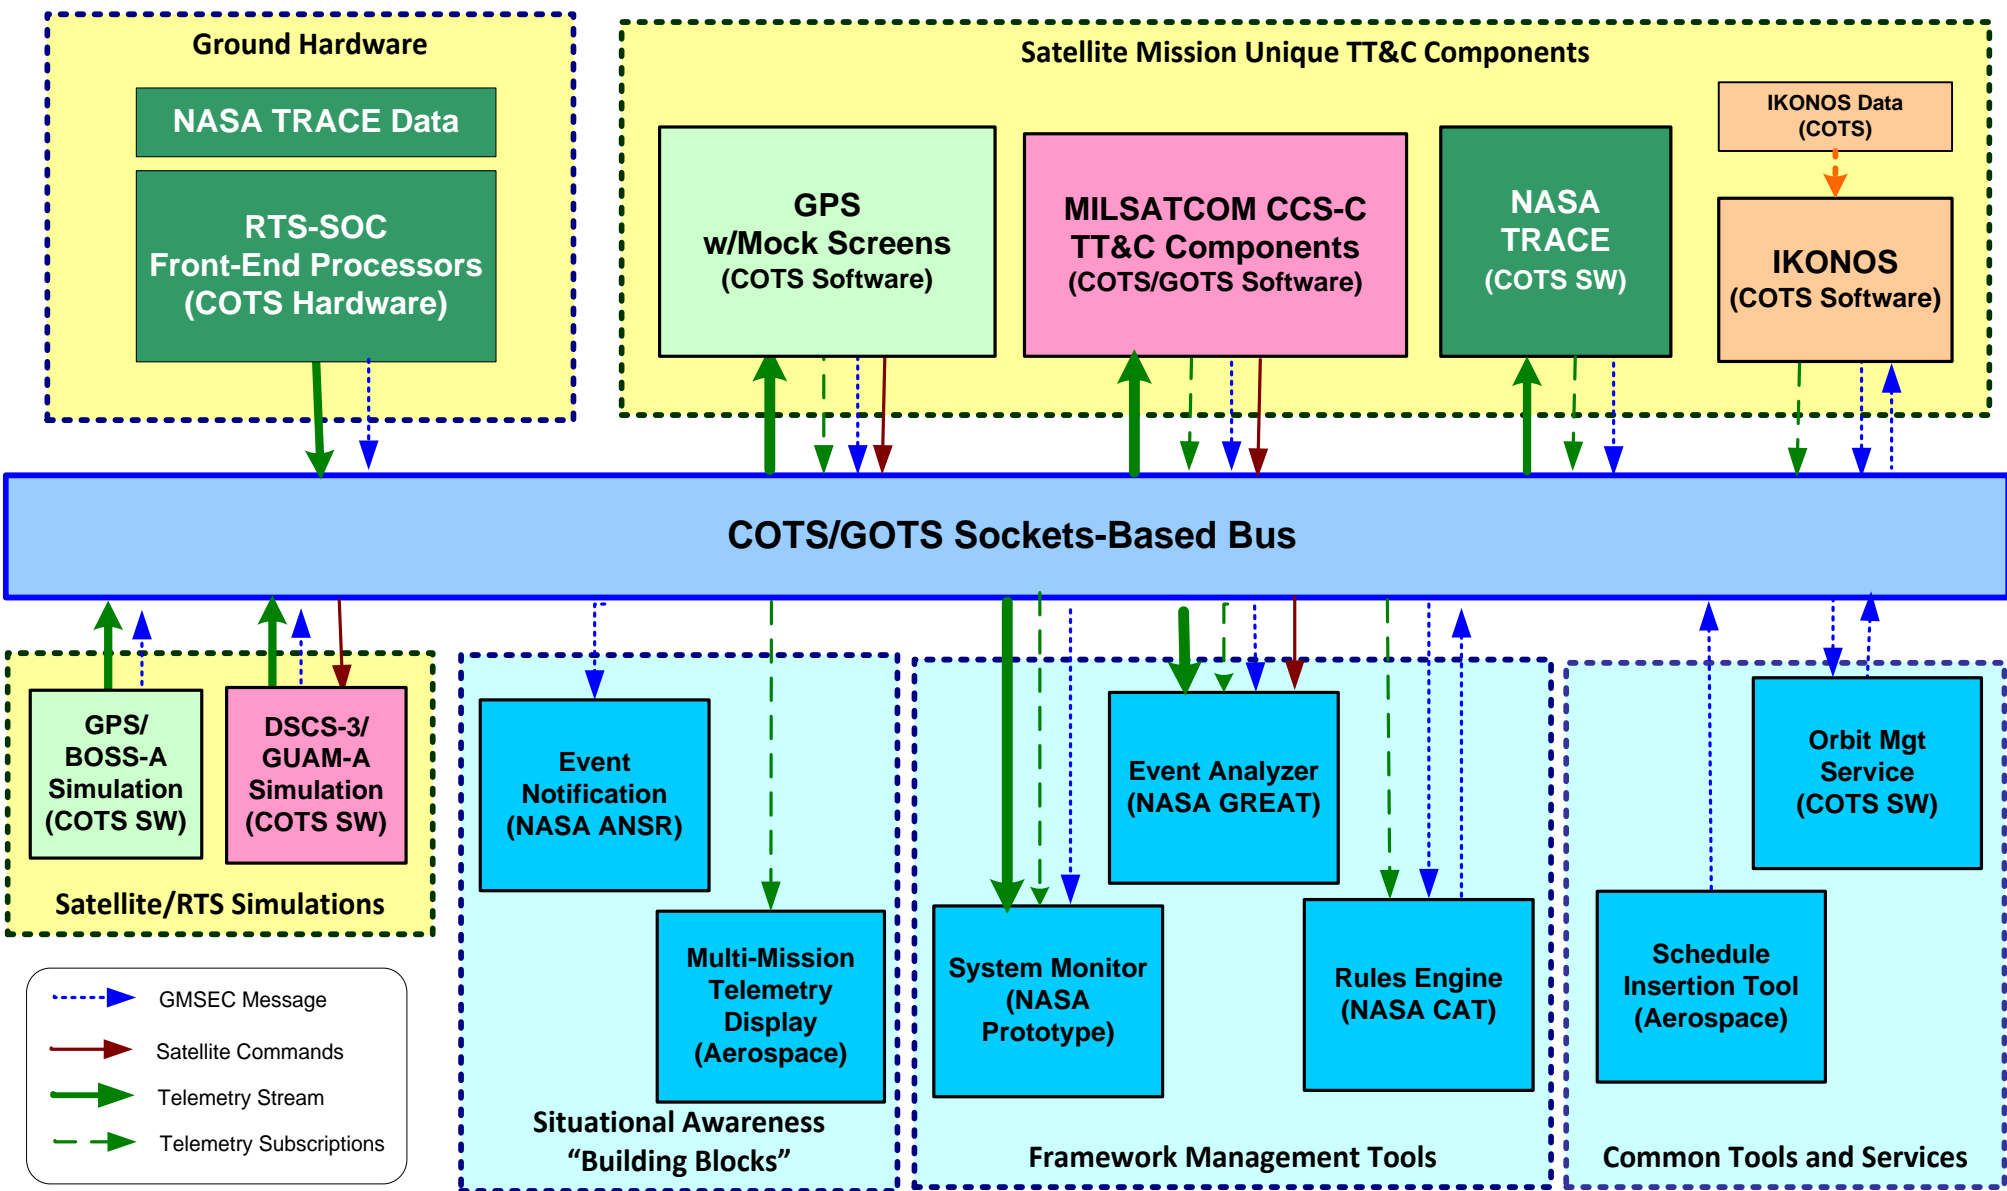 Ground Hardware
NASA TRACE Data
RTS-SOC
Front-End Processors
(COTS Hardware)
Satellite Mission Unique TT&C Components
GPS
w/Mock Screens
(COTS Software)
MILSATCOM CCS-C
TT&C Components
(COTS/GOTS Software)
NASA
TRACE
(COTS SW)
IKONOS Data
(COTS)
IKONOS
(COTS Software)
COTS/GOTS Sockets-Based Bus
GPS/
BOSS-A
Simulation
(COTS SW)
DSCS-3/
GUAM-A
Simulation
(COTS SW)
Satellite/RTS Simulations
Event
Notification
(NASA ANSR)
Multi-Mission
Telemetry
Display
(Aerospace)
Situational Awareness
“Building Blocks”
Event Analyzer
(NASA GREAT)
System Monitor
(NASA
Prototype)
Rules Engine
(NASA CAT)
Framework Management Tools
Orbit Mgt
Service
(COTS SW)
Schedule
Insertion Tool
(Aerospace)
Common Tools and Services
GMSEC Message
Satellite Commands
Telemetry Stream
Telemetry Subscriptions